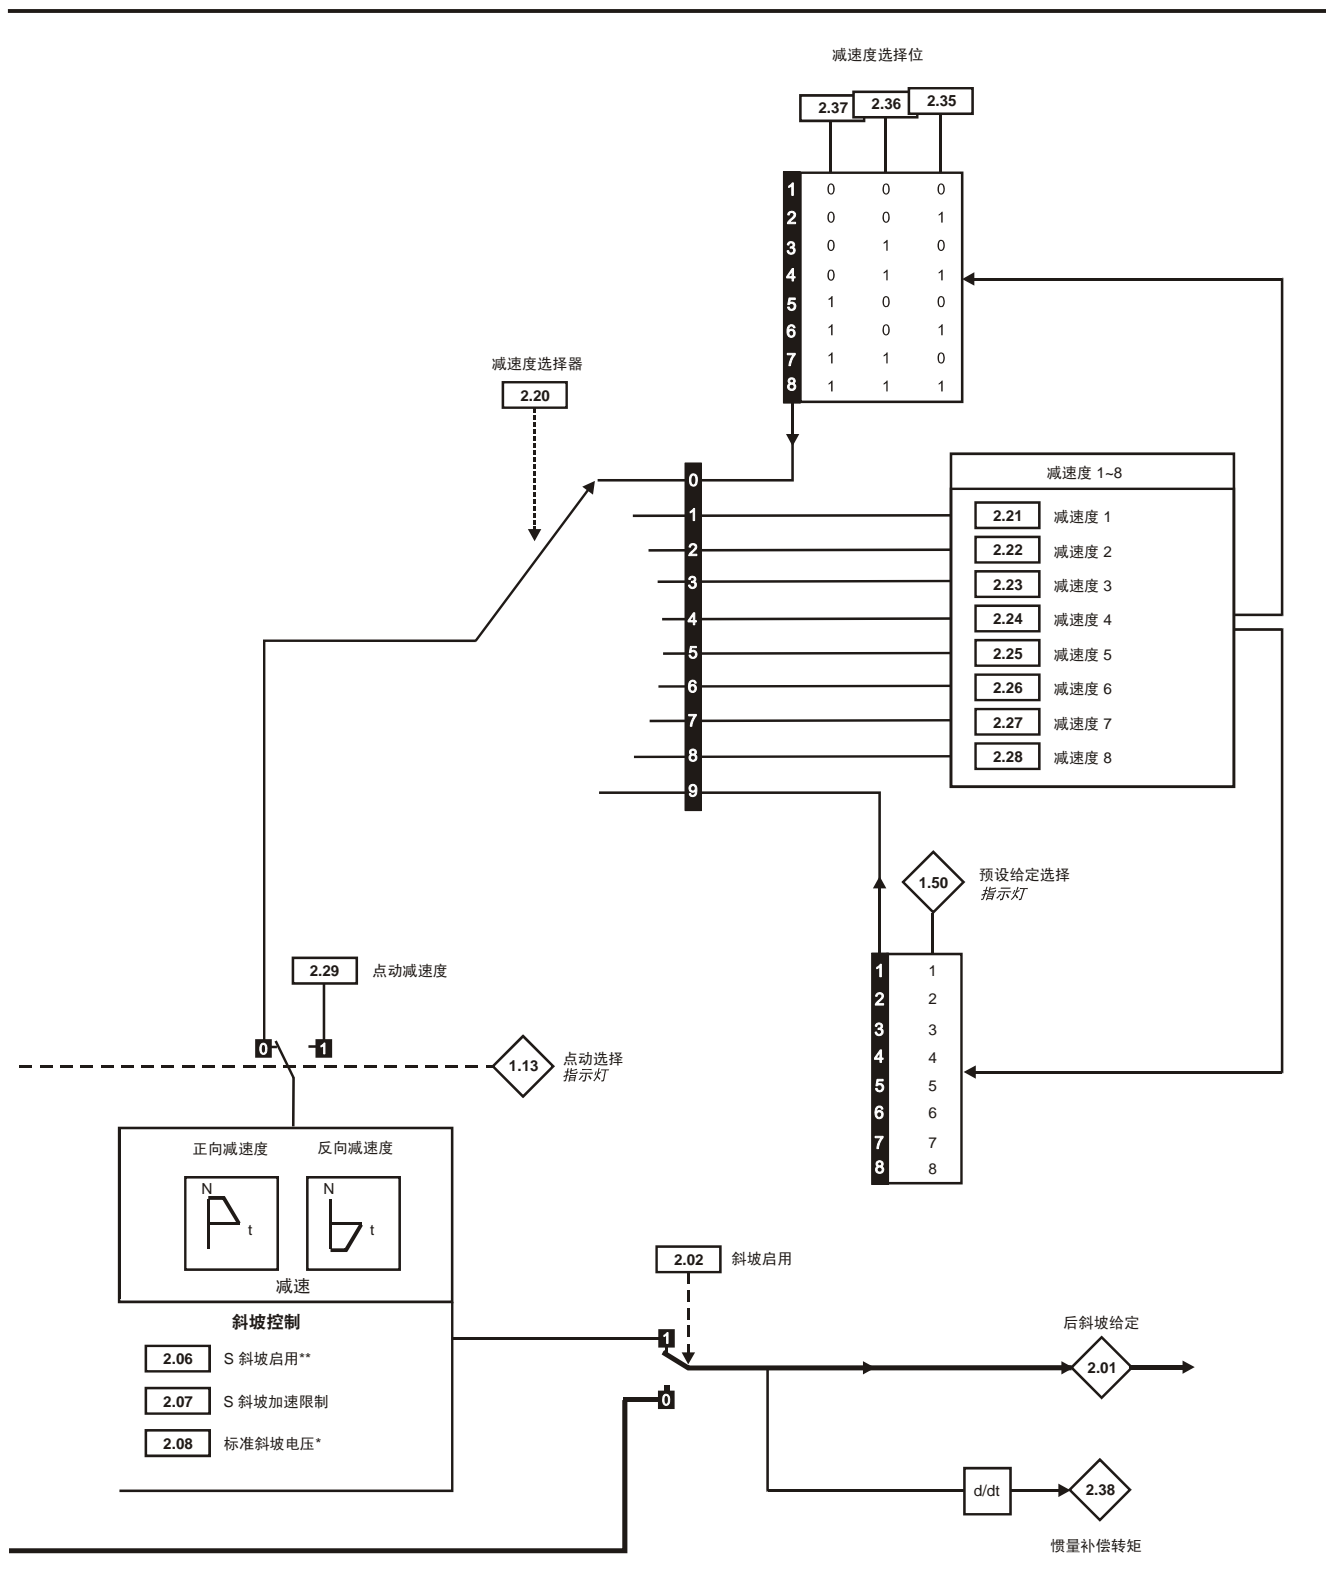 减速度选择位
2.37 2.36 2.35
1 0 0 0
2 0 0 1
3 0 1 0
4 0 1 1
5 1 0 0
6 1 0 1
7 1 1 0
8 1 1 1
减速度选择器
2.20
0
1
2
3
4
5
6
7
8
9
减速度 1~8
2.21 减速度 1
2.22 减速度 2
2.23 减速度 3
2.24 减速度 4
2.25 减速度 5
2.26 减速度 6
2.27 减速度 7
2.28 减速度 8
1.50 预设给定选择
指示灯
1 1
2 2
3 3
4 4
5 5
6 6
7 7
8 8
2.29 点动减速度
0 1
1.13 点动选择
指示灯
正向减速度 反向减速度
N t N t
减速
斜坡控制
2.06 S 斜坡启用**
2.07 S 斜坡加速限制
2.08 标准斜坡电压*
2.02 斜坡启用
1
0
后斜坡给定
2.01
d/dt 2.38
惯量补偿转矩